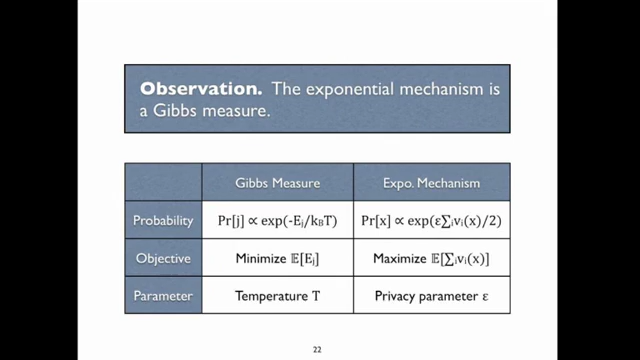 Observation. The exponential mechanism is
a Gibbs measure.
Gibbs Measure Expo. Mechanism
Probability Pr[j] ∝ exp(-Eⱼ/k_BT) Pr[x] ∝ exp(ε∑ᵢvᵢ(x)/2)
Objective Minimize 𝔼[Eⱼ] Maximize 𝔼[∑ᵢvᵢ(x)]
Parameter Temperature T Privacy parameter ε
22